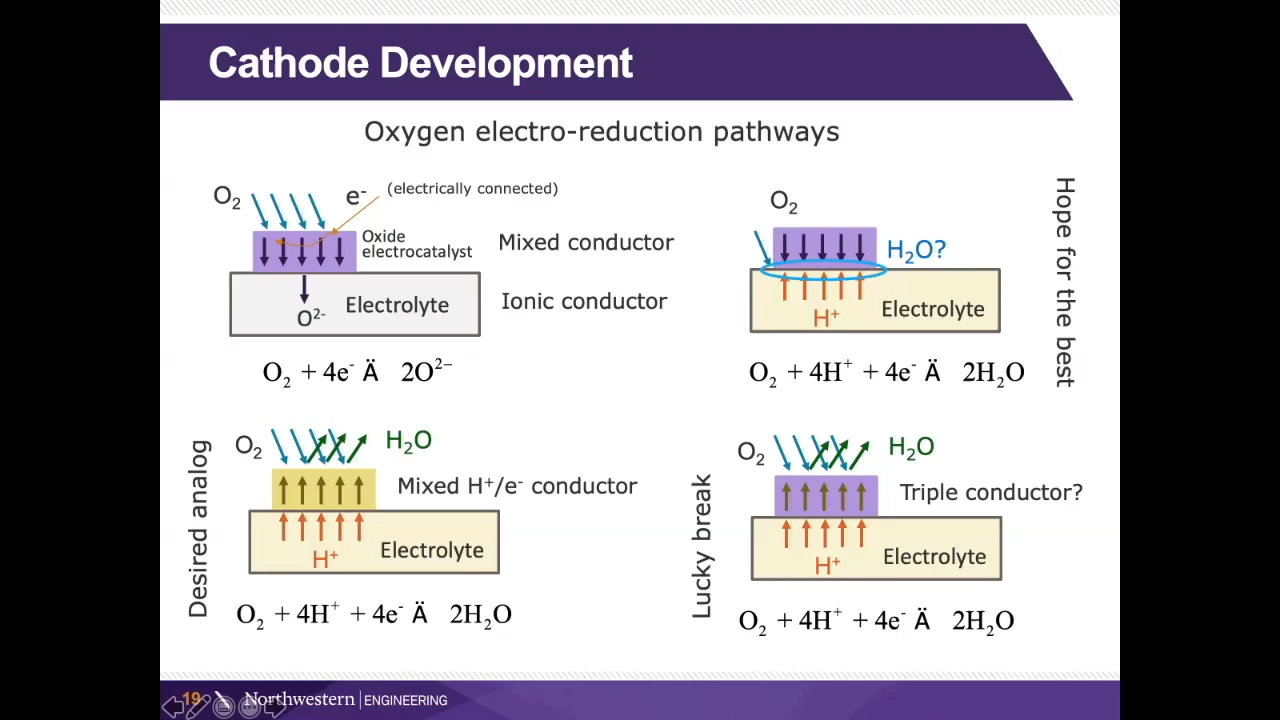 Cathode Development
Oxygen electro-reduction pathways
O₂
e⁻
(electrically connected)
Oxide
electrocatalyst
Mixed conductor
Electrolyte
Ionic conductor
O²⁻
O₂ + 4e⁻ Ä 2O²⁻
O₂
H₂O?
Electrolyte
H⁺
O₂ + 4H⁺ + 4e⁻ Ä 2H₂O
Hope for the best
Desired analog
O₂
H₂O
Mixed H⁺/e⁻ conductor
Electrolyte
H⁺
O₂ + 4H⁺ + 4e⁻ Ä 2H₂O
Lucky break
O₂
H₂O
Triple conductor?
Electrolyte
H⁺
O₂ + 4H⁺ + 4e⁻ Ä 2H₂O
19
Northwestern | ENGINEERING